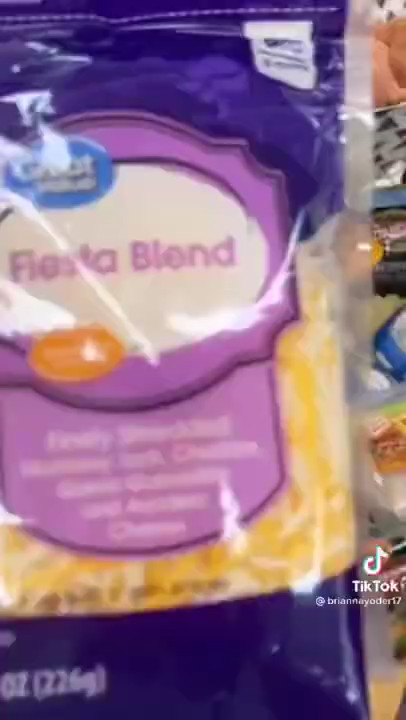 Great
Value
Fiesta Blend
Finely Shredded
Monterey Jack, Cheddar,
Queso Quesadilla
and Asadero
Cheese
OZ (226g)
TikTok
@briannayoder17